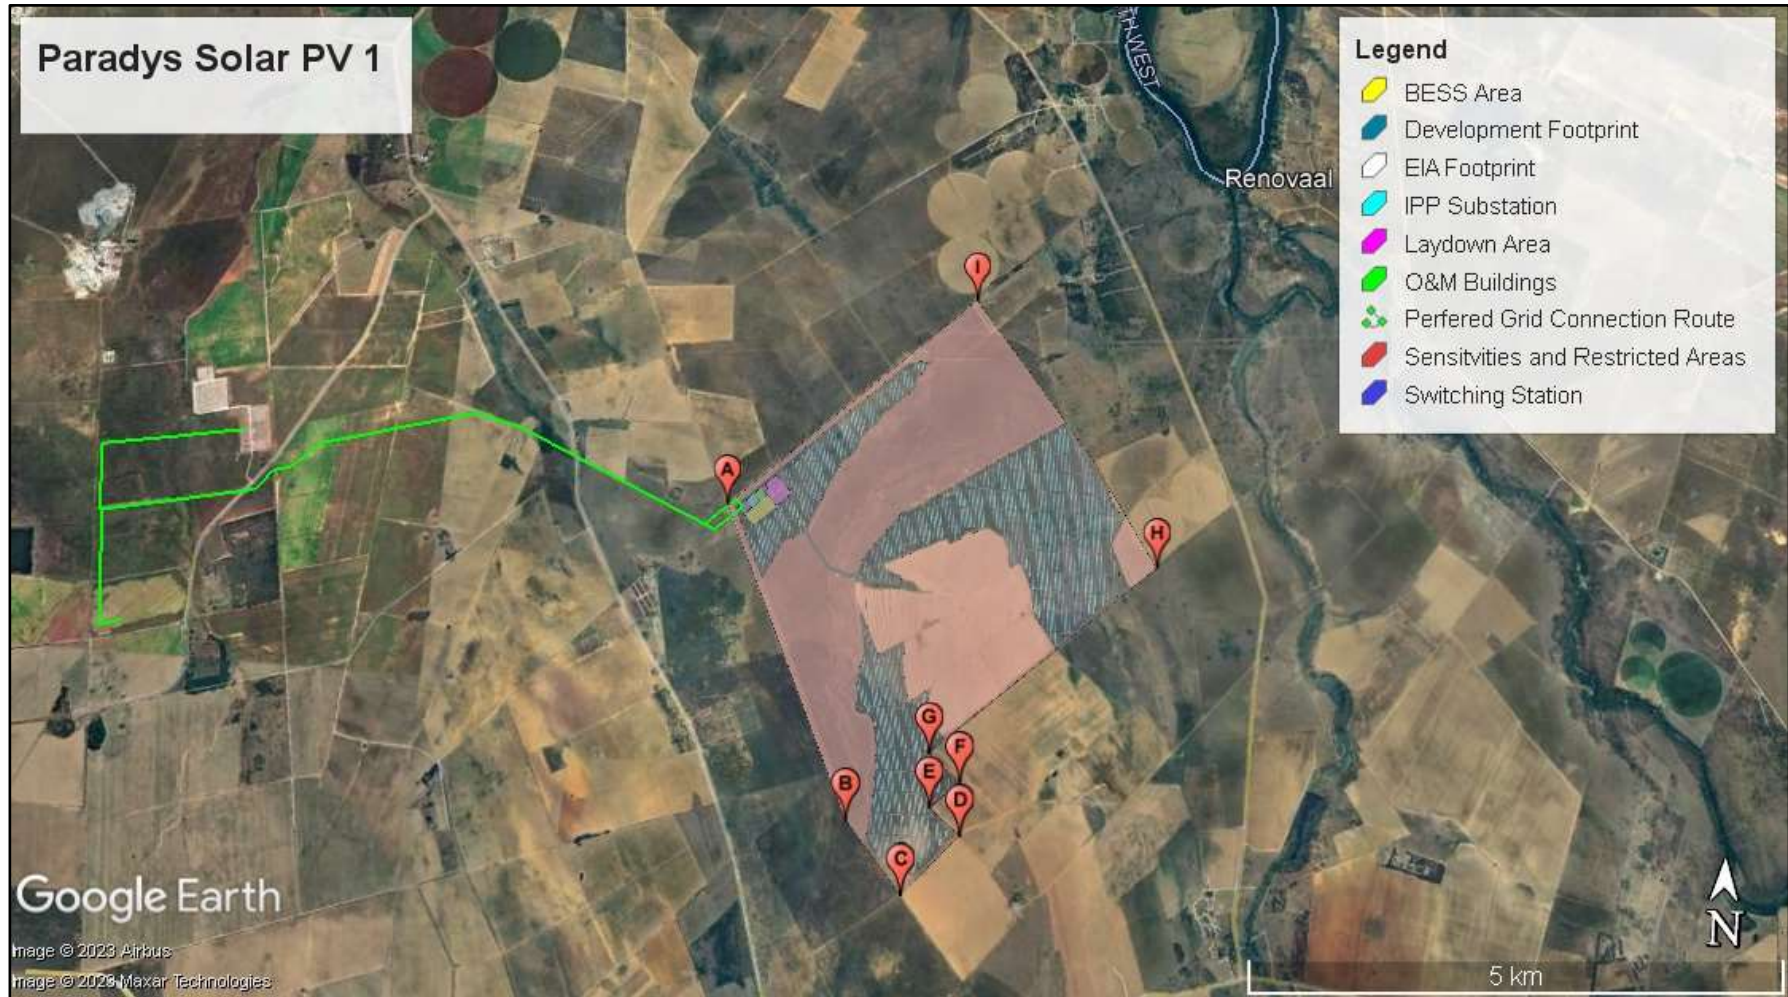 Paradys Solar PV 1
Legend
BESS Area
Development Footprint
EIA Footprint
IPP Substation
Laydown Area
O&M Buildings
Perfered Grid Connection Route
Sensitvities and Restricted Areas
Switching Station
TH WEST
Renovaal
I
A
H
G
F
E
B
D
C
Google Earth
Image © 2023 Airbus
Image © 2023 Maxar Technologies
N
5 km